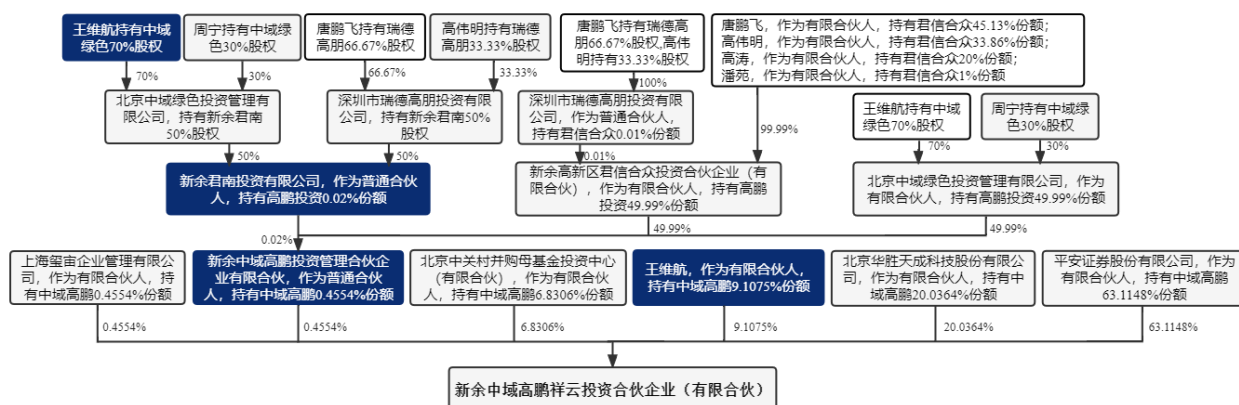 王维航持有中域
绿色70%股权
周宁持有中域绿
色30%股权
唐鹏飞持有瑞德
高朋66.67%股权
高伟明持有瑞德
高朋33.33%股权
唐鹏飞持有瑞德高
朋66.67%股权,高伟
明持有33.33%股权
唐鹏飞，作为有限合伙人，持有君信合众45.13%份额；
高伟明，作为有限合伙人，持有君信合众33.86%份额；
高涛，作为有限合伙人，持有君信合众20%份额；
潘苑，作为有限合伙人，持有君信合众1%份额
70%
30%
66.67%
33.33%
100%
99.99%
北京中域绿色投资管理有
限公司，持有新余君南
50%股权
深圳市瑞德高朋投资有限
公司，持有新余君南50%
股权
深圳市瑞德高朋投资有限
公司，作为普通合伙人，
持有君信合众0.01%份额
王维航持有中域
绿色70%股权
周宁持有中域绿
色30%股权
50%
50%
0.01%
70%
30%
新余君南投资有限公司，作为普通合伙
人，持有高鹏投资0.02%份额
新余高新区君信合众投资合伙企业（有
限合伙），作为有限合伙人，持有高鹏
投资49.99%份额
北京中域绿色投资管理有限公司，作为
有限合伙人，持有高鹏投资49.99%份额
0.02%
49.99%
49.99%
上海玺宙企业管理有限公
司，作为有限合伙人，持
有中域高鹏0.4554%份额
新余中域高鹏投资管理合伙企
业有限合伙，作为普通合伙
人，持有中域高鹏0.4554%份额
北京中关村并购母基金投资中心
（有限合伙），作为有限合伙
人，持有中域高鹏6.8306%份额
王维航，作为有限合伙人，
持有中域高鹏9.1075%份额
北京华胜天成科技股份有限公
司，作为有限合伙人，持有中
域高鹏20.0364%份额
平安证券股份有限公司，作为
有限合伙人，持有中域高鹏
63.1148%份额
0.4554%
0.4554%
6.8306%
9.1075%
20.0364%
63.1148%
新余中域高鹏祥云投资合伙企业（有限合伙）